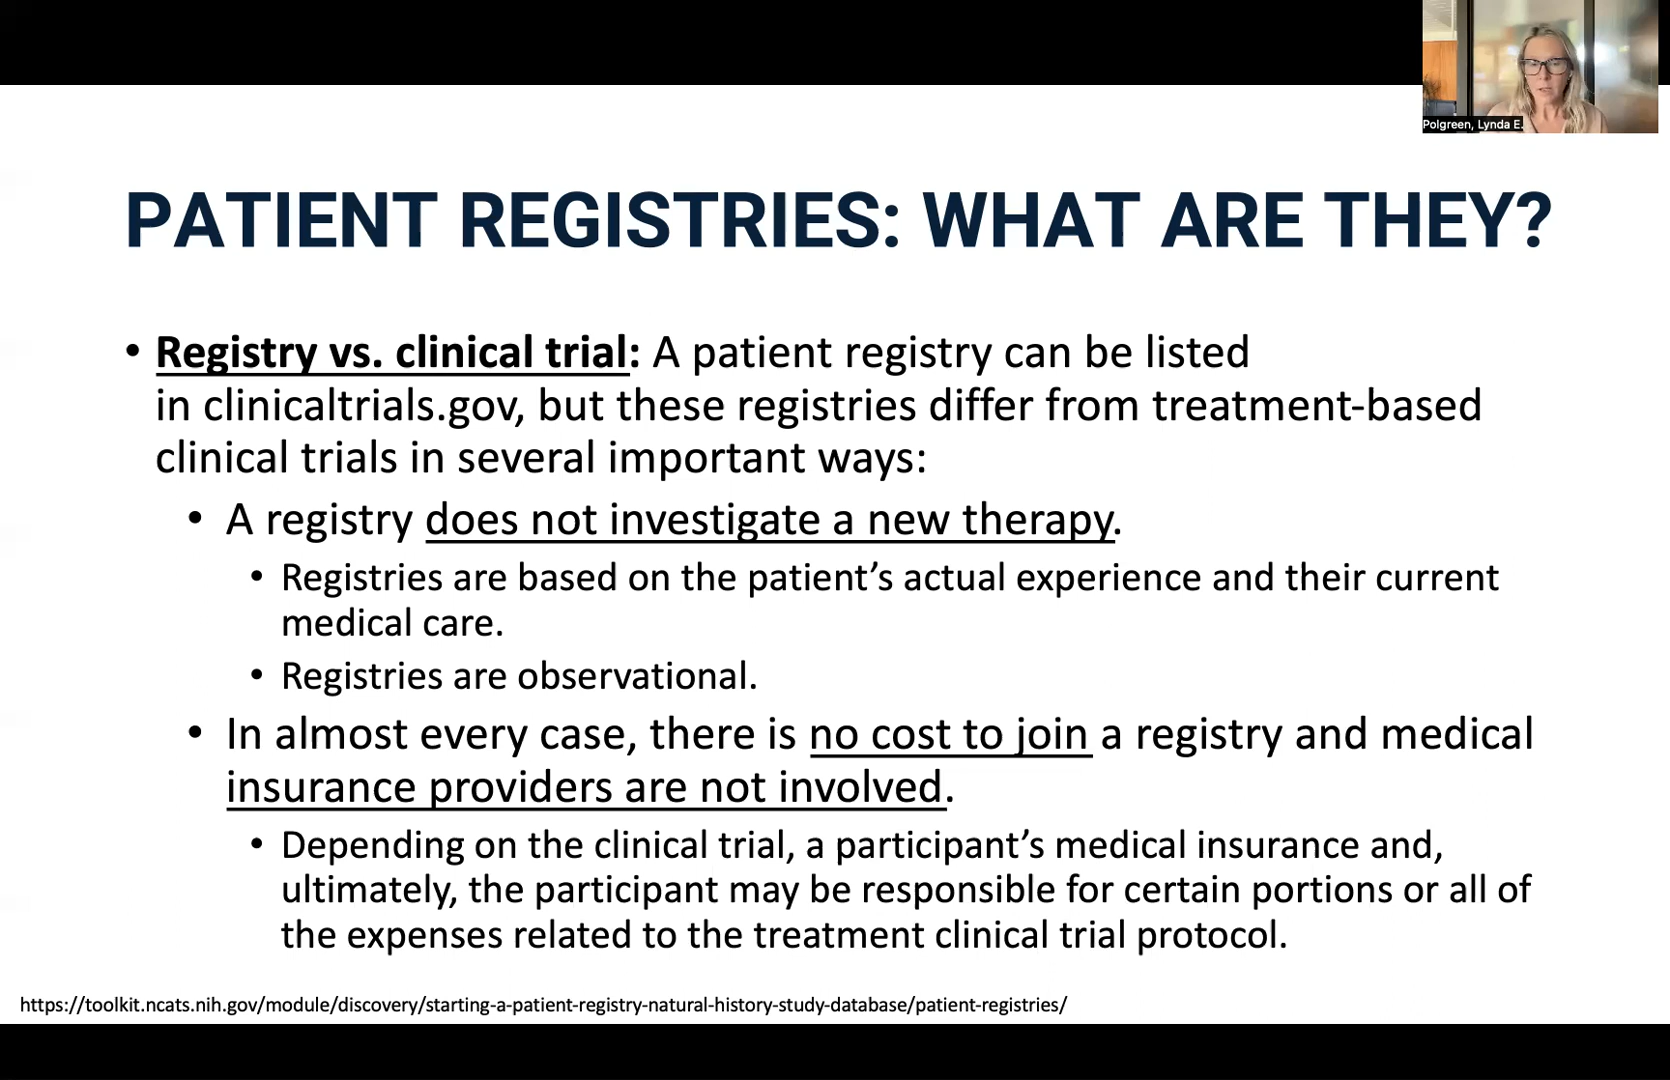 Polgreen, Lynda E.
PATIENT REGISTRIES: WHAT ARE THEY?
• Registry vs. clinical trial: A patient registry can be listed
in clinicaltrials.gov, but these registries differ from treatment-based
clinical trials in several important ways:
• A registry does not investigate a new therapy.
• Registries are based on the patient’s actual experience and their current
medical care.
• Registries are observational.
• In almost every case, there is no cost to join a registry and medical
insurance providers are not involved.
• Depending on the clinical trial, a participant’s medical insurance and,
ultimately, the participant may be responsible for certain portions or all of
the expenses related to the treatment clinical trial protocol.
https://toolkit.ncats.nih.gov/module/discovery/starting-a-patient-registry-natural-history-study-database/patient-registries/